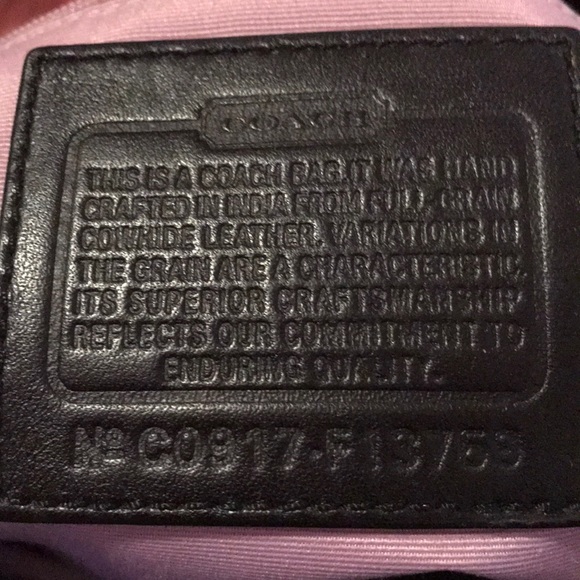 COACH
THIS IS A COACH BAG.IT WAS HAND
CRAFTED IN INDIA FROM FULL-GRAIN
COWHIDE LEATHER. VARIATIONS IN
THE GRAIN ARE A CHARACTERISTIC.
ITS SUPERIOR CRAFTSMANSHIP
REFLECTS OUR COMMITMENT TO
ENDURING QUALITY.
Nº C0917-F13758